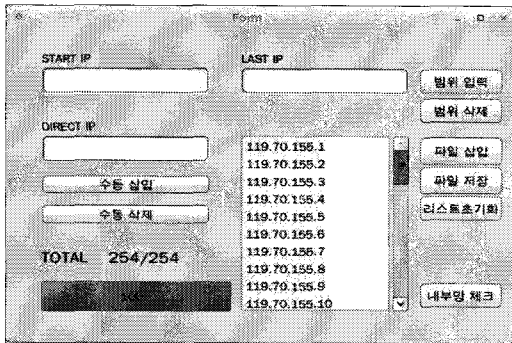 Form
START IP
LAST IP
범위 입력
범위 삭제
DIRECT IP
수동 삽입
수동 삭제
119.70.155.1
119.70.155.2
119.70.155.3
119.70.155.4
119.70.155.5
119.70.155.6
119.70.155.7
119.70.155.8
119.70.155.9
119.70.155.10
파일 삽입
파일 저장
리스트초기화
TOTAL 254/254
내부망 체크